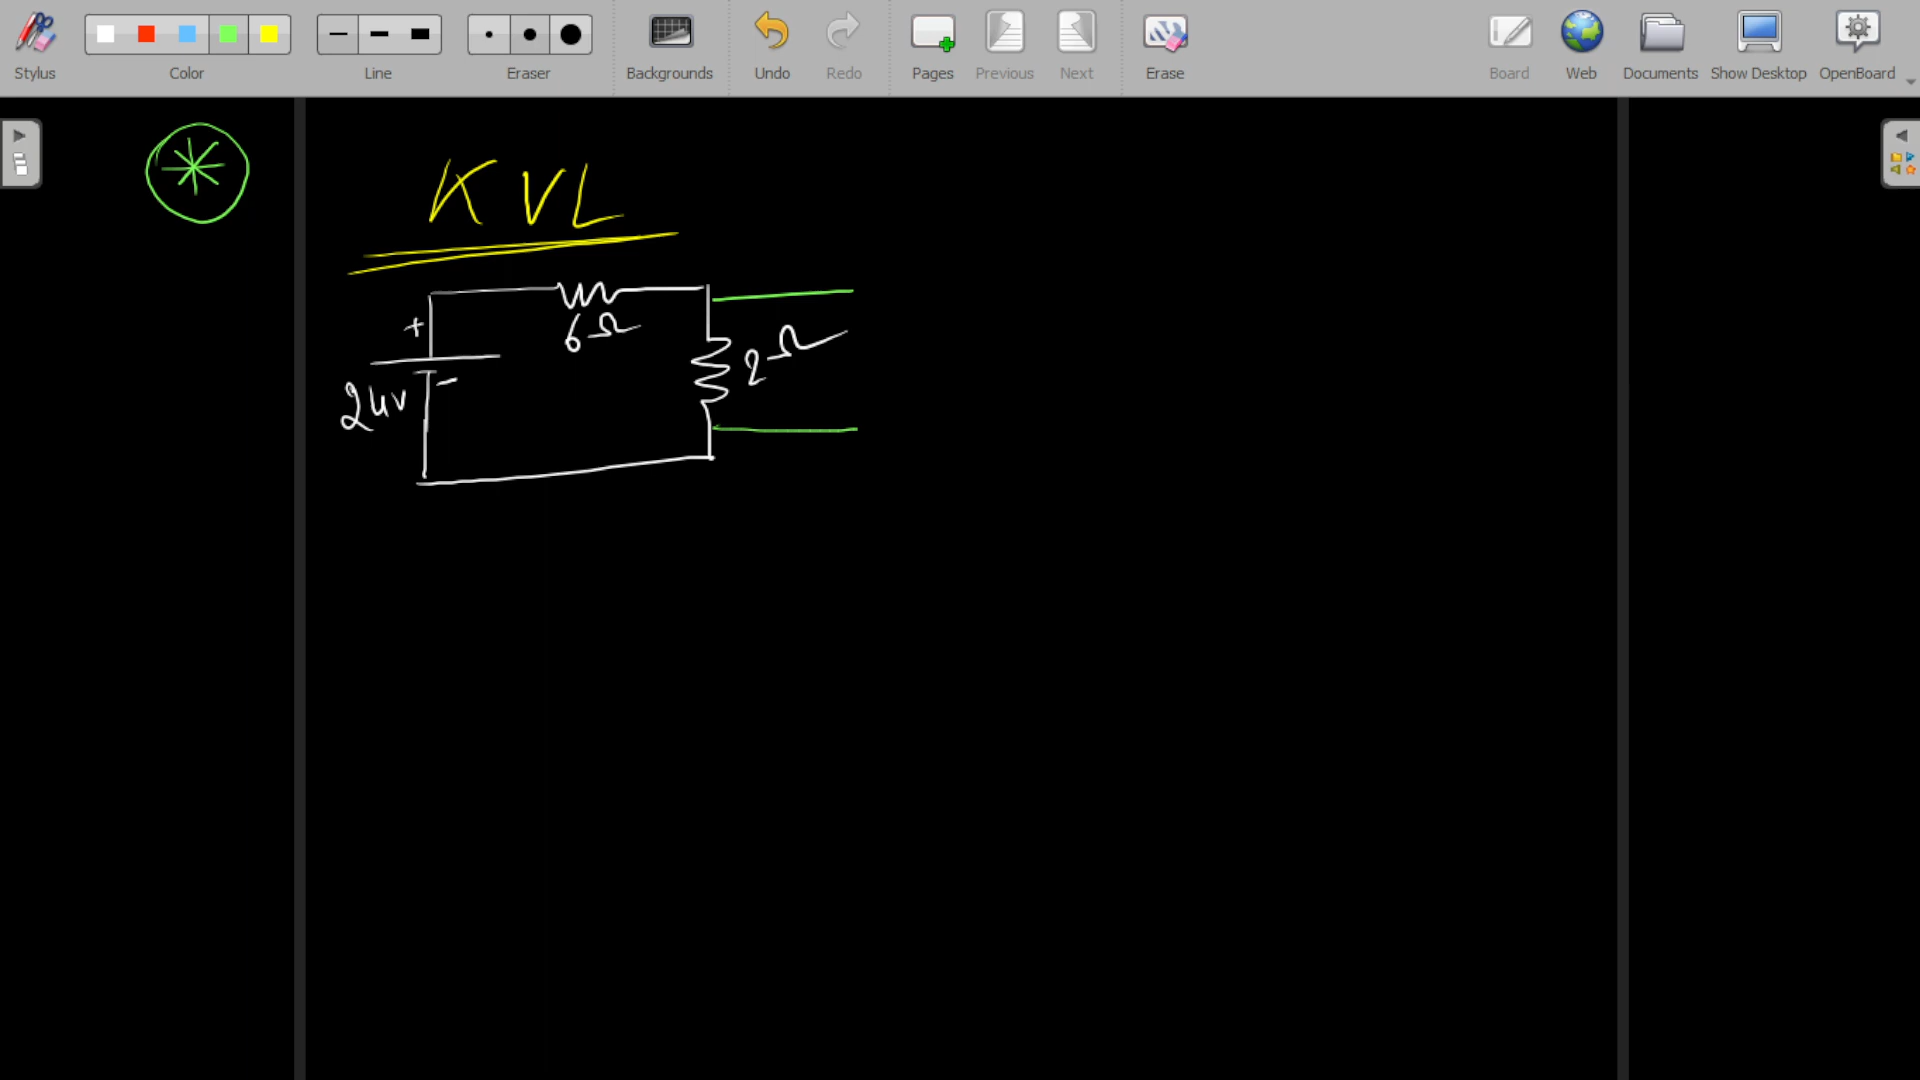 Stylus Color Line Eraser Backgrounds Undo Redo Pages Previous Next Erase Board Web Documents Show Desktop OpenBoard
KVL
+
6Ω
2Ω
-
24v